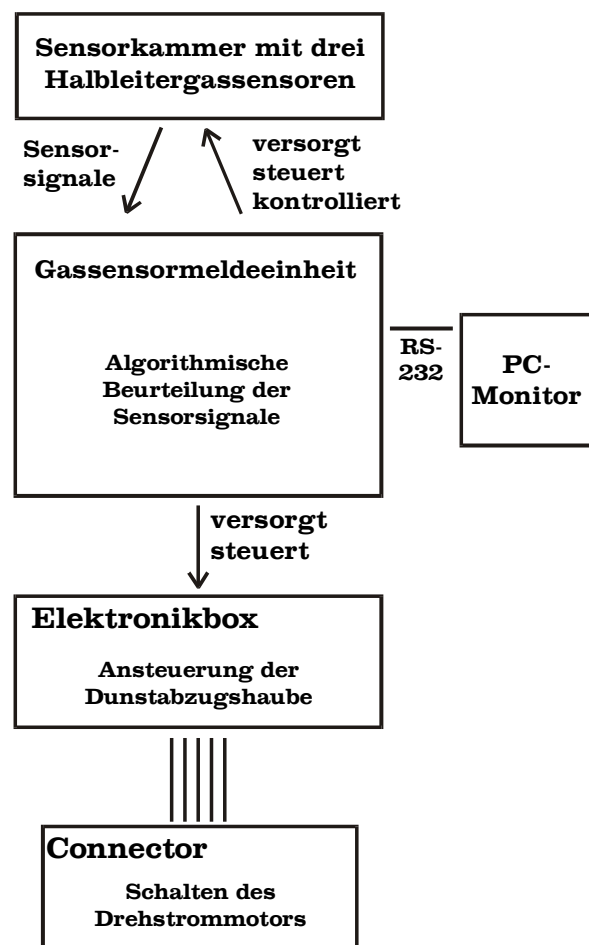 Sensorkammer mit drei
Halbleitergassensoren
Sensor-
signale
versorgt
steuert
kontrolliert
Gassensormeldeeinheit
Algorithmische
Beurteilung der
Sensorsignale
RS-
232
PC-
Monitor
versorgt
steuert
Elektronikbox
Ansteuerung der
Dunstabzugshaube
Connector
Schalten des
Drehstrommotors